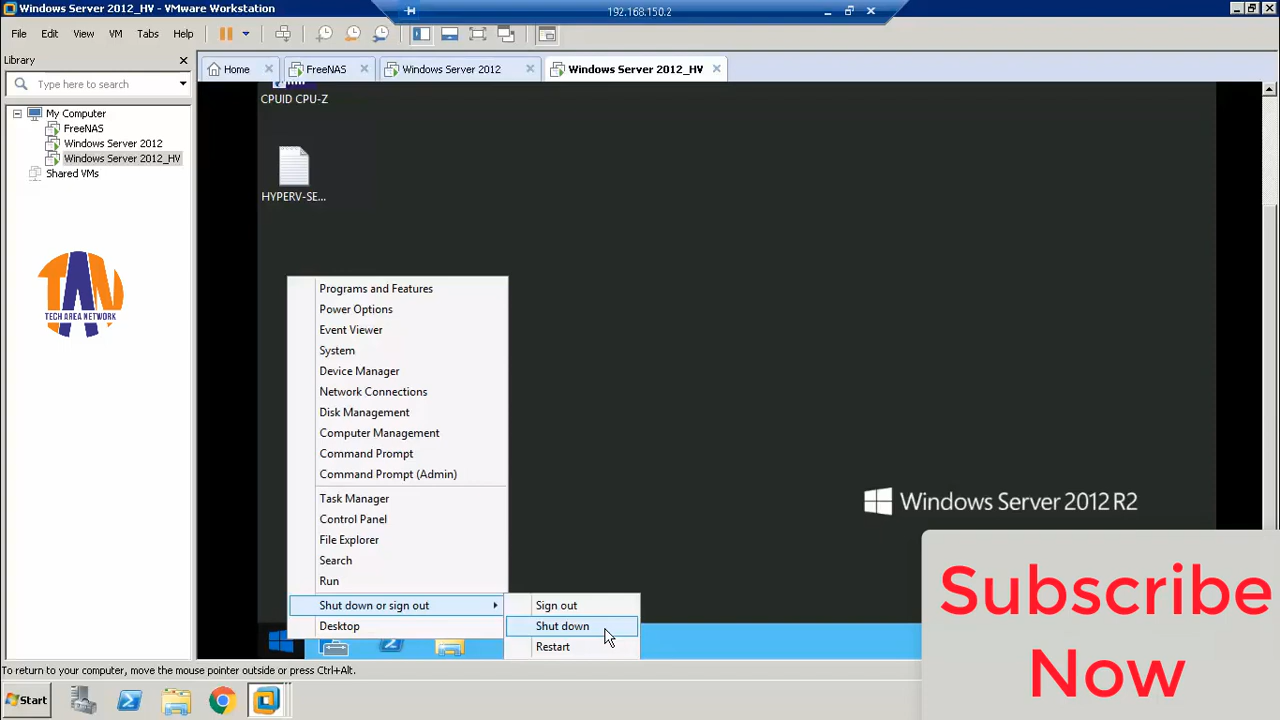 Windows Server 2012_HV - VMware Workstation
192.168.150.2
File Edit View VM Tabs Help
Library
Home
FreeNAS
Windows Server 2012
Windows Server 2012_HV
Type here to search
My Computer
FreeNAS
Windows Server 2012
Windows Server 2012_HV
Shared VMs
TAN
TECH AREA NETWORK
CPUID CPU-Z
HYPERV-SE...
Programs and Features
Power Options
Event Viewer
System
Device Manager
Network Connections
Disk Management
Computer Management
Command Prompt
Command Prompt (Admin)
Task Manager
Control Panel
File Explorer
Search
Run
Shut down or sign out
Desktop
Sign out
Shut down
Restart
Windows Server 2012 R2
Subscribe
Now
To return to your computer, move the mouse pointer outside or press Ctrl+Alt.
Start